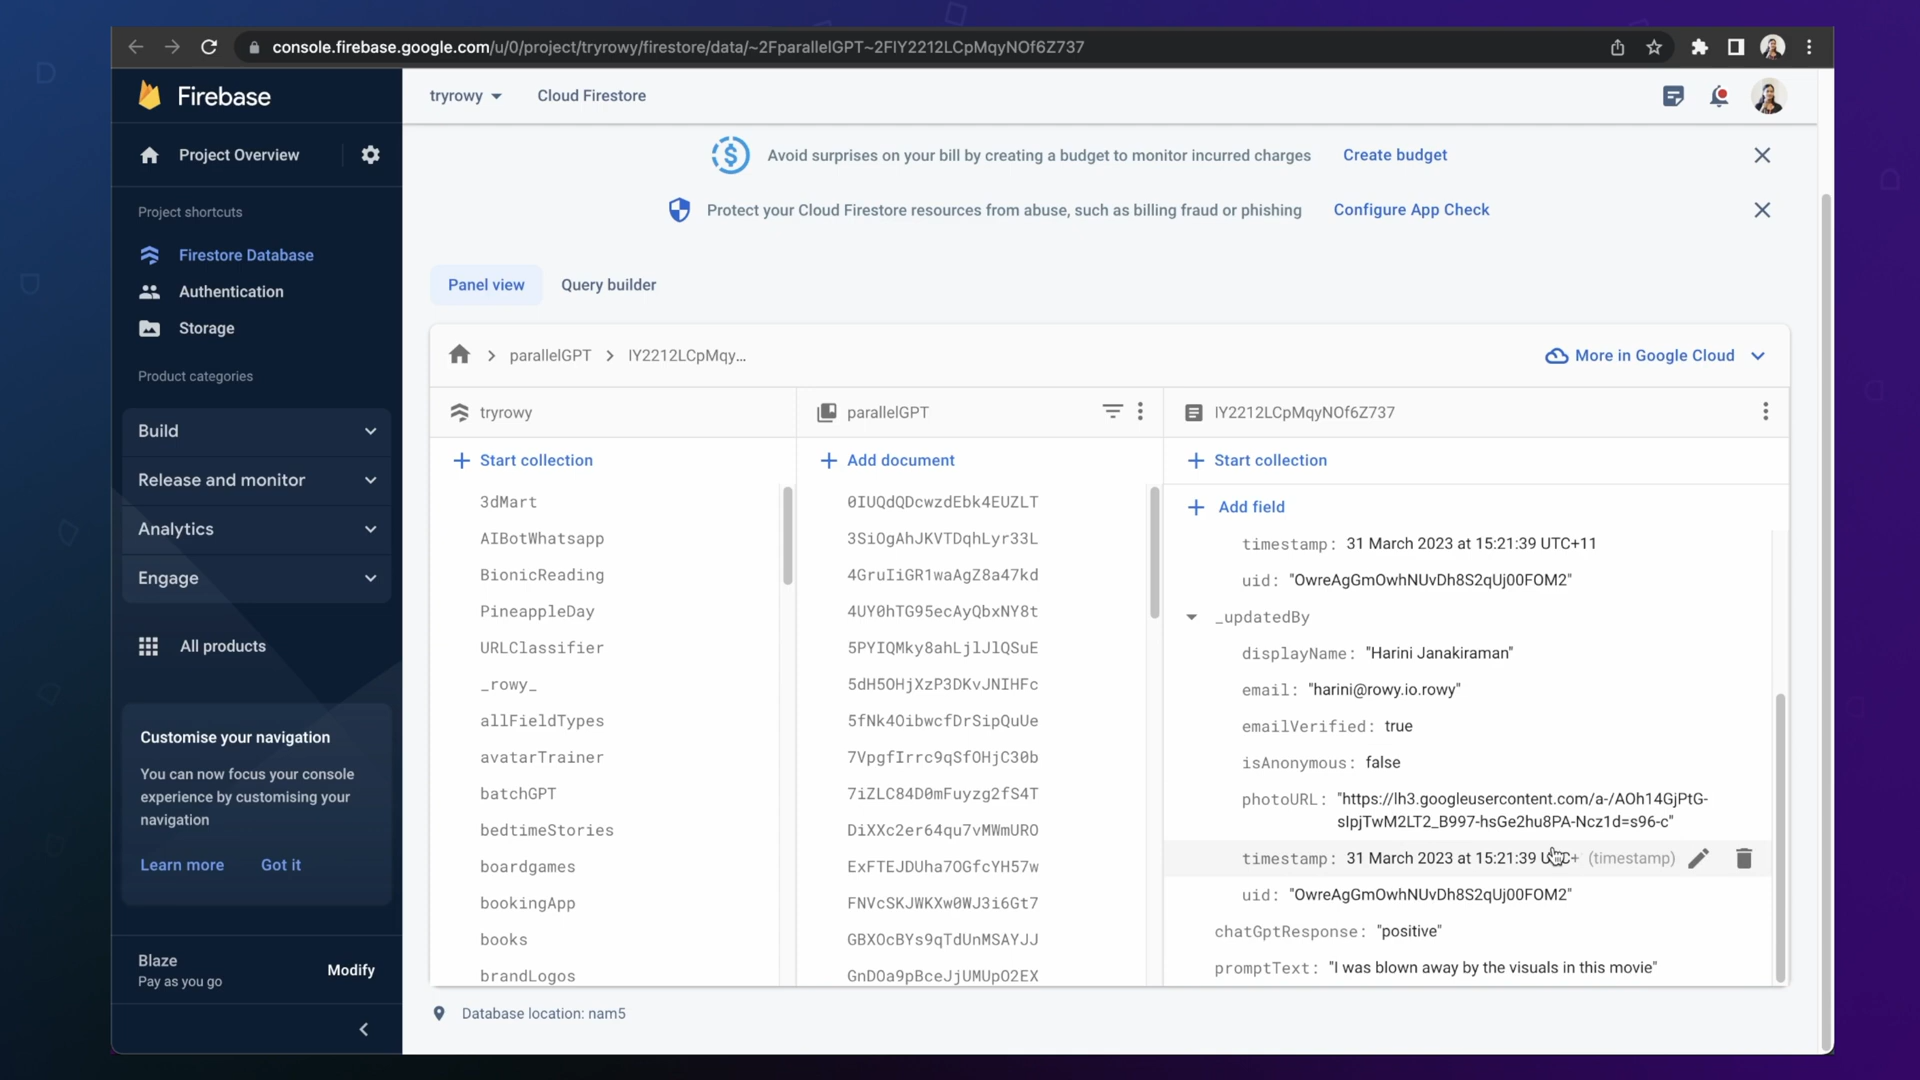 console.firebase.google.com/u/0/project/tryrowy/firestore/data/~2FparallelGPT~2FlY2212LCpMqyNOf6Z737
Firebase
tryrowy
Cloud Firestore
Project Overview
Avoid surprises on your bill by creating a budget to monitor incurred charges
Create budget
Protect your Cloud Firestore resources from abuse, such as billing fraud or phishing
Configure App Check
Project shortcuts
Firestore Database
Authentication
Storage
Product categories
Build
Release and monitor
Analytics
Engage
All products
Customise your navigation
You can now focus your console
experience by customising your
navigation
Learn more
Got it
Blaze
Pay as you go
Modify
Panel view
Query builder
parallelGPT
lY2212LCpMqy...
More in Google Cloud
tryrowy
Start collection
3dMart
AIBotWhatsapp
BionicReading
PineappleDay
URLClassifier
_rowy_
allFieldTypes
avatarTrainer
batchGPT
bedtimeStories
boardgames
bookingApp
books
brandLogos
parallelGPT
Add document
0IUQdQDcwzdEbk4EUZLT
3SiOgAhJKVTDqhLyr33L
4GruIiGR1waAgZ8a47kd
4UY0hTG95ecAyQbxNY8t
5PYIQMky8ahLjlJlQSuE
5dH5OHjXzP3DKvJNIHFc
5fNk4OibwcfDrSipQuUe
7VpgfIrrc9qSfOHjC30b
7iZLC84D0mFuyzg2fS4T
DiXXc2er64qu7vMWmURO
ExFTEJDUha7OGfcYH57w
FNVcSKJWKXw0WJ3i6Gt7
GBXOcBYs9qTdUnMSAYJJ
GnDOa9pBceJjUMUpO2EX
lY2212LCpMqyNOf6Z737
Start collection
Add field
timestamp: 31 March 2023 at 15:21:39 UTC+11
uid: "OwreAgGmOwhNUvDh8S2qUj00FOM2"
_updatedBy
displayName: "Harini Janakiraman"
email: "harini@rowy.io.rowy"
emailVerified: true
isAnonymous: false
photoURL: "https://lh3.googleusercontent.com/a-/AOh14GjPtG-
sIpjTwM2LT2_B997-hsGe2hu8PA-Ncz1d=s96-c"
timestamp: 31 March 2023 at 15:21:39 UTC+ (timestamp)
uid: "OwreAgGmOwhNUvDh8S2qUj00FOM2"
chatGptResponse: "positive"
promptText: "I was blown away by the visuals in this movie"
Database location: nam5